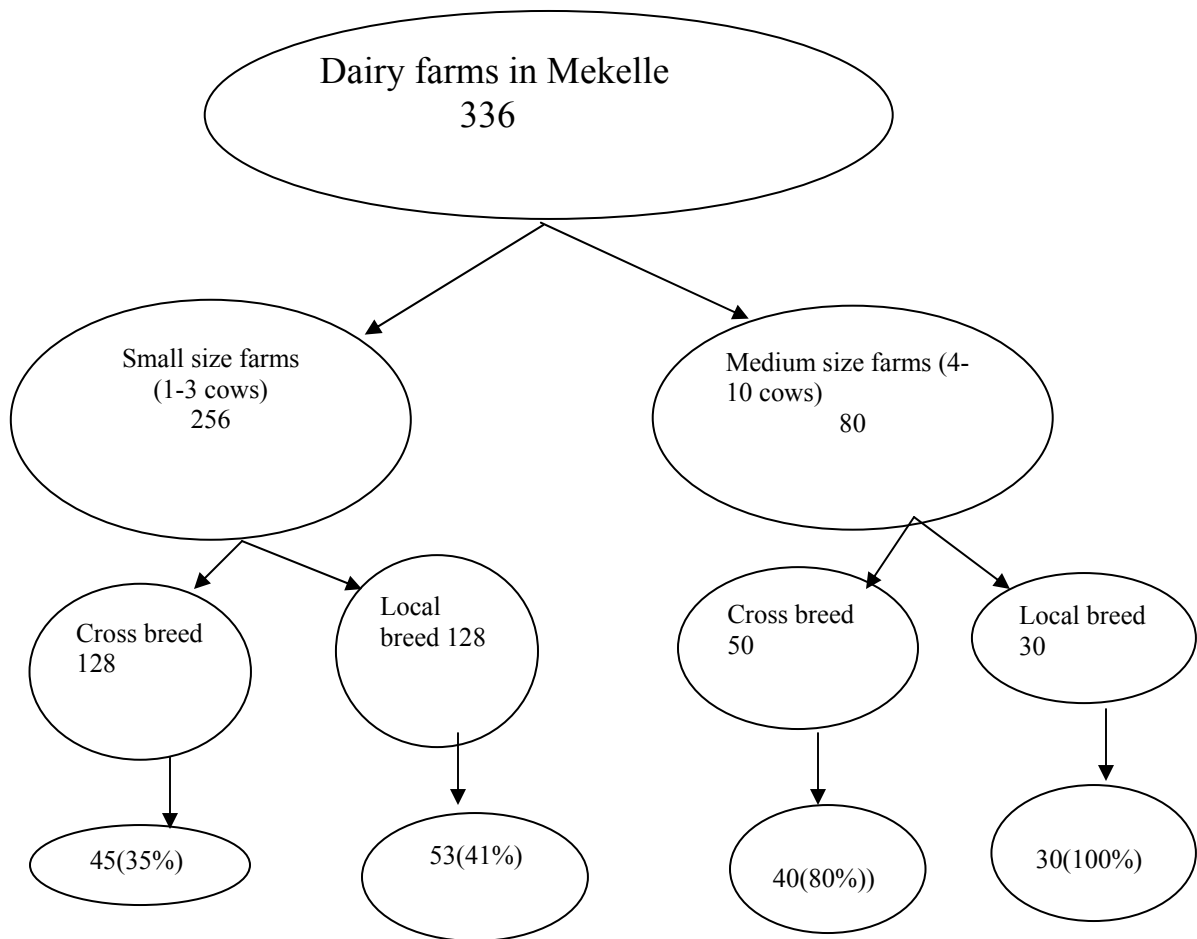 Dairy farms in Mekelle
336
Small size farms
(1-3 cows)
256
Medium size farms (4-
10 cows)
80
Cross breed
128
Local
breed 128
Cross breed
50
Local breed
30
45(35%)
53(41%)
40(80%))
30(100%)